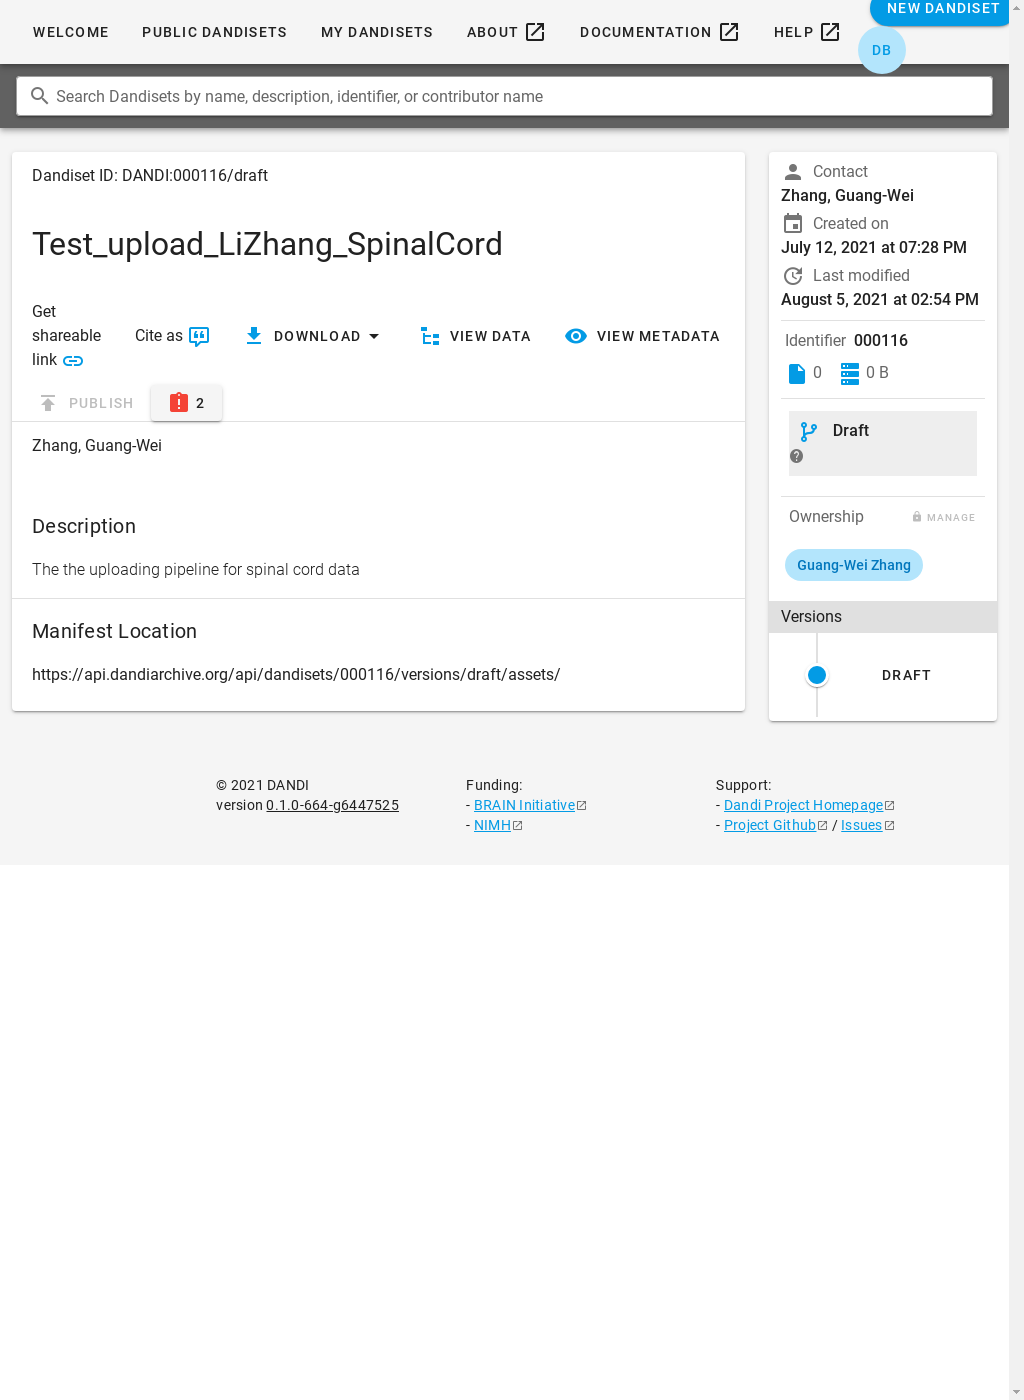 WELCOME
PUBLIC DANDISETS
MY DANDISETS
ABOUT
DOCUMENTATION
HELP
NEW DANDISET
DB
Search Dandisets by name, description, identifier, or contributor name
Dandiset ID: DANDI:000116/draft
Test_upload_LiZhang_SpinalCord
Get
shareable
link
Cite as
DOWNLOAD
VIEW DATA
VIEW METADATA
PUBLISH
2
Zhang, Guang-Wei
Description
The the uploading pipeline for spinal cord data
Manifest Location
https://api.dandiarchive.org/api/dandisets/000116/versions/draft/assets/
Contact
Zhang, Guang-Wei
Created on
July 12, 2021 at 07:28 PM
Last modified
August 5, 2021 at 02:54 PM
Identifier 000116
0
0 B
Draft
Ownership
MANAGE
Guang-Wei Zhang
Versions
DRAFT
© 2021 DANDI
version 0.1.0-664-g6447525
Funding:
- BRAIN Initiative
- NIMH
Support:
- Dandi Project Homepage
- Project Github / Issues